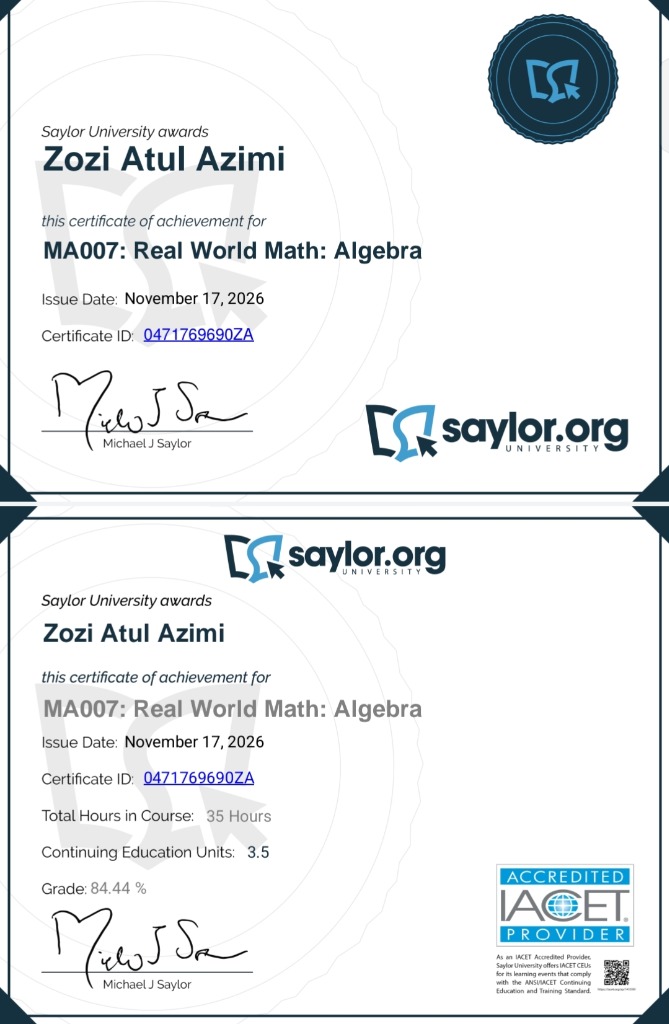 Saylor University awards
Zozi Atul Azimi
this certificate of achievement for
MA007: Real World Math: Algebra
Issue Date: November 17, 2026
Certificate ID: 0471769690ZA
Michael J Saylor
saylor.org
UNIVERSITY
saylor.org
UNIVERSITY
Saylor University awards
Zozi Atul Azimi
this certificate of achievement for
MA007: Real World Math: Algebra
Issue Date: November 17, 2026
Certificate ID: 0471769690ZA
Total Hours in Course: 35 Hours
Continuing Education Units: 3.5
Grade: 84.44 %
Michael J Saylor
ACCREDITED
IACET®
PROVIDER
As an IACET Accredited Provider,
Saylor University offers IACET CEUs
for its learning events that comply
with the ANSI/IACET Continuing
Education and Training Standard.